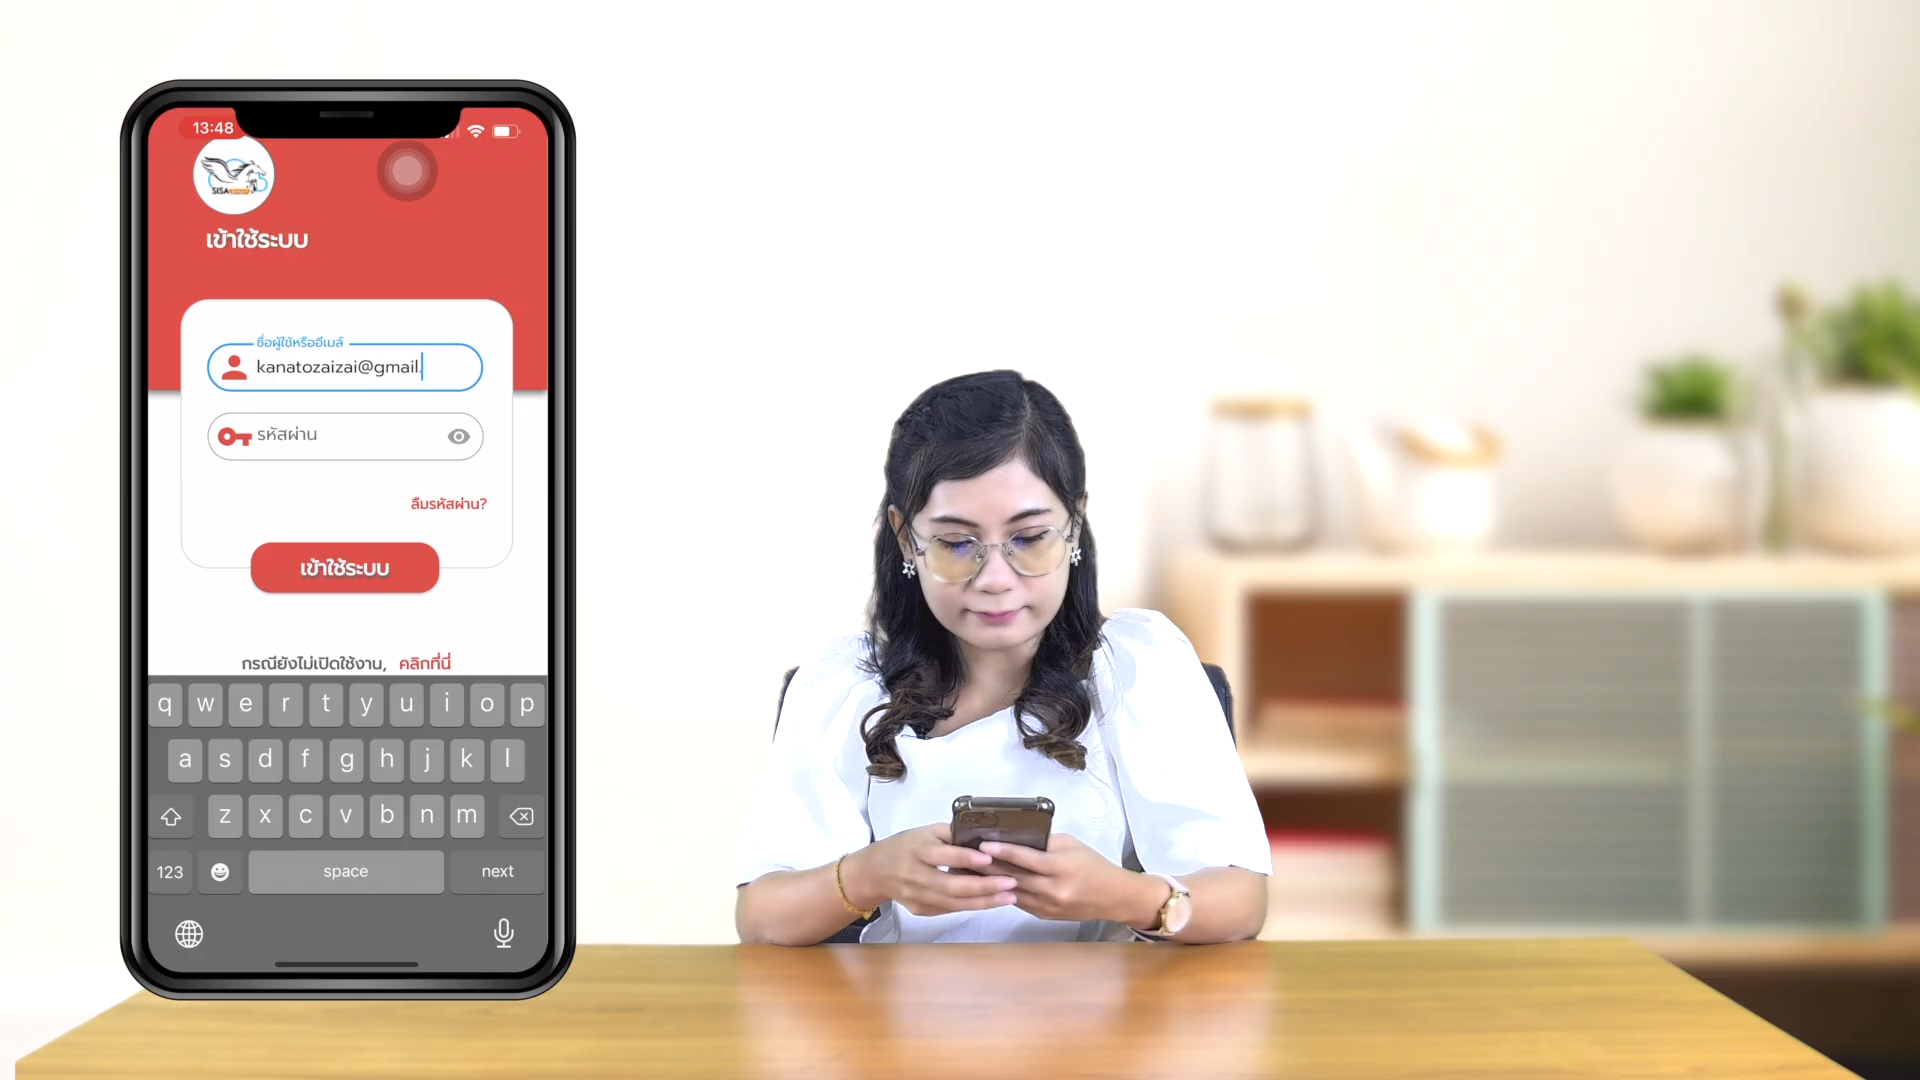 13:48
SISA
เข้าใช้ระบบ
ชื่อผู้ใช้หรืออีเมล์
kanatozaizai@gmail.
รหัสผ่าน
ลืมรหัสผ่าน?
เข้าใช้ระบบ
กรณียังไม่เปิดใช้งาน, คลิกที่นี่
q w e r t y u i o p
a s d f g h j k l
z x c v b n m
123 space next